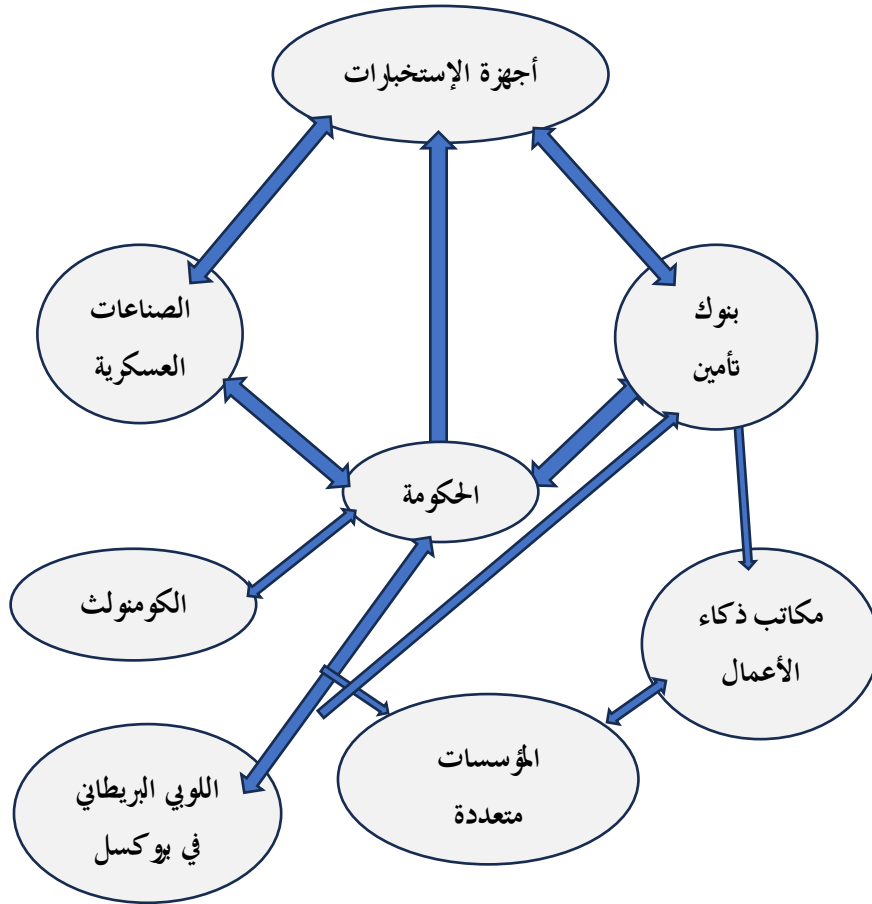 أجهزة الإستخبارات
الصناعات
العسكرية
بنوك
تأمين
الحكومة
الكومنولث
مكاتب ذكاء
الأعمال
المؤسسات
متعددة
اللوبي البريطاني
في بروكسل